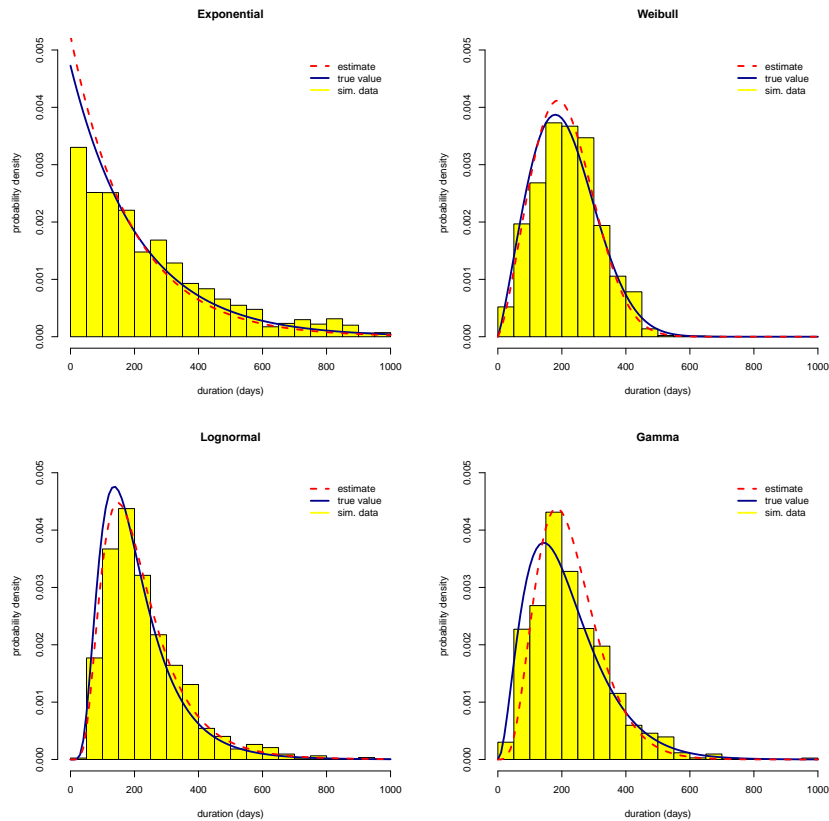 Exponential
0.005
0.004
0.003
0.002
0.001
0.000
probability density
estimate
true value
sim. data
0 200 400 600 800 1000
duration (days)
Weibull
0.005
0.004
0.003
0.002
0.001
0.000
probability density
estimate
true value
sim. data
0 200 400 600 800 1000
duration (days)
Lognormal
0.005
0.004
0.003
0.002
0.001
0.000
probability density
estimate
true value
sim. data
0 200 400 600 800 1000
duration (days)
Gamma
0.005
0.004
0.003
0.002
0.001
0.000
probability density
estimate
true value
sim. data
0 200 400 600 800 1000
duration (days)